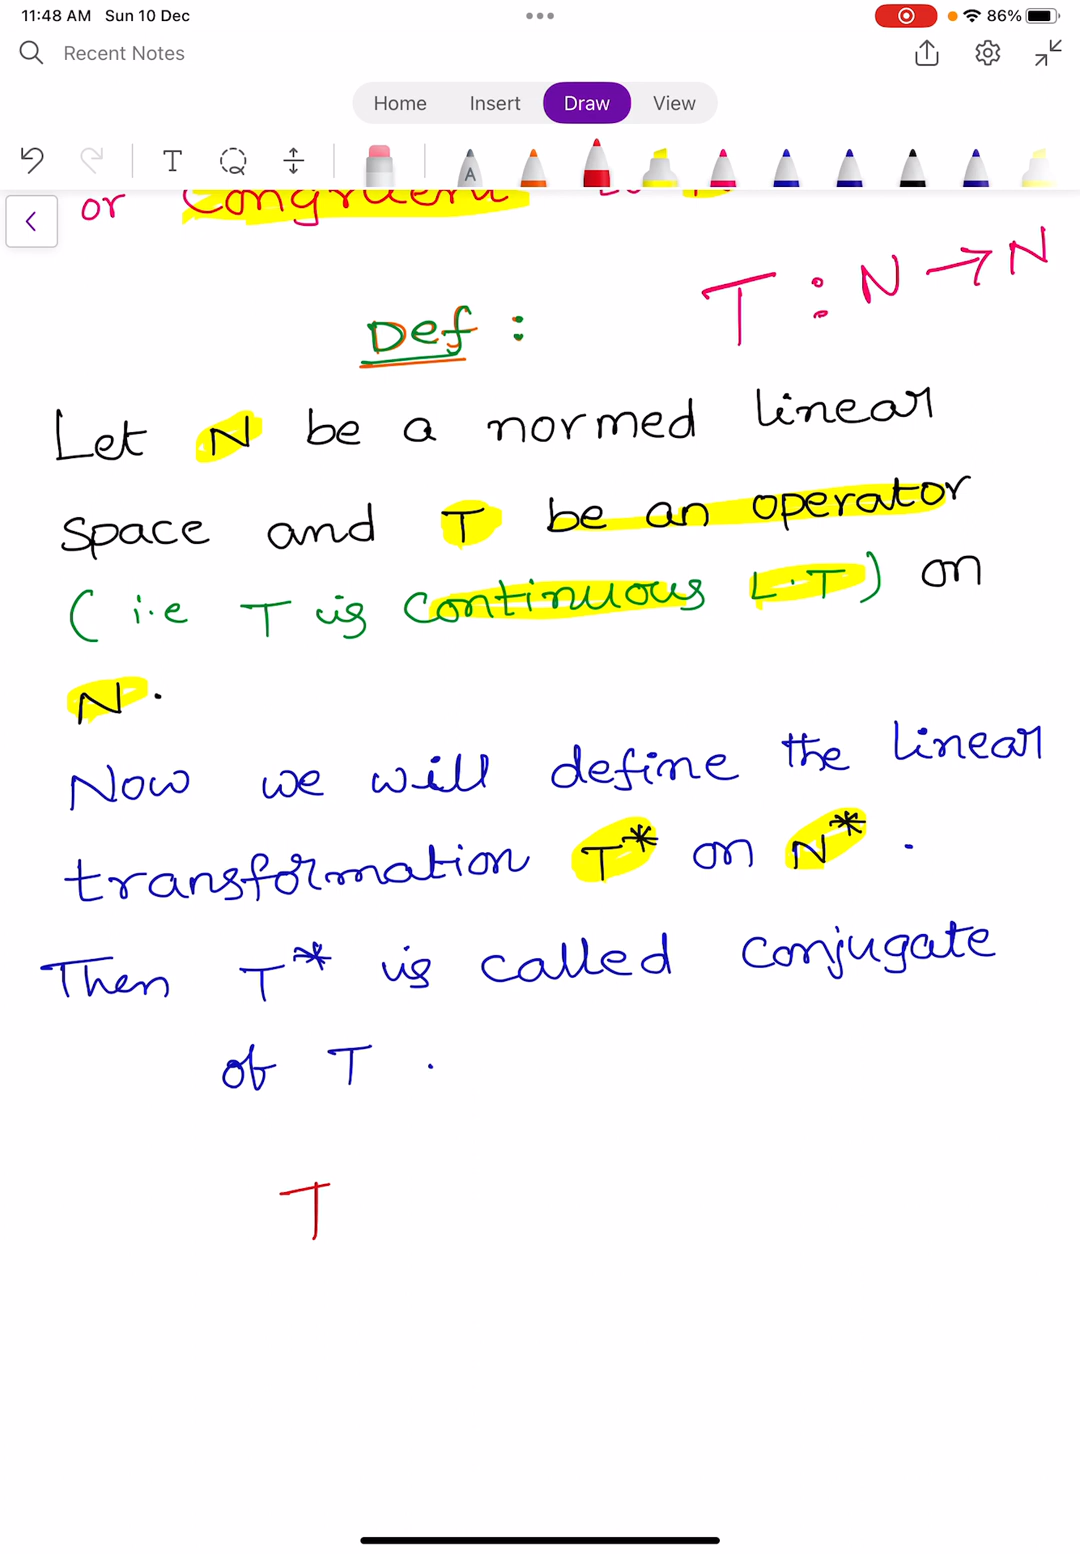 11:48 AM Sun 10 Dec
86%
Recent Notes
Home Insert Draw View
T A
or Congruent
T : N → N
Def :
Let N be a normed linear
space and T be an operator
( i.e T is continuous L.T) on
N .
Now we will define the linear
transformation T* on N* .
Then T* is called conjugate
of T .
T